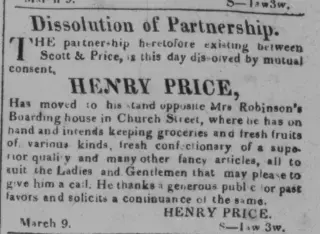 March 9. S—law3w.
Dissolution of Partnership.
THE partnership heretofore existing between
Scott & Price, is this day dissolved by mutual
consent.
HENRY PRICE,
Has moved to his stand opposite Mrs Robinson's
Boarding house in Church Street, where he has on
hand and intends keeping groceries and fresh fruits
of various kinds, fresh confectionary of a supe-
rior quality and many other fancy articles, all to
suit the Ladies and Gentlemen that may please to
give him a call. He thanks a generous public for past
favors and solicits a continuance of the same.
HENRY PRICE.
March 9. S—law3w.